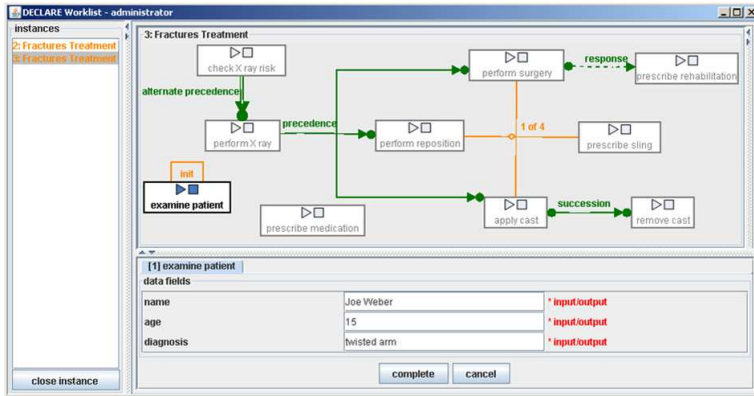 DECLARE Worklist - administrator
instances
2: Fractures Treatment
3: Fractures Treatment
close instance
3: Fractures Treatment
check X ray risk
perform surgery
response
prescribe rehabilitation
alternate precedence
perform X ray
precedence
perform reposition
1 of 4
prescribe sling
init
examine patient
prescribe medication
apply cast
succession
remove cast
[1] examine patient
data fields
name
Joe Weber
* input/output
age
15
* input/output
diagnosis
twisted arm
* input/output
complete
cancel